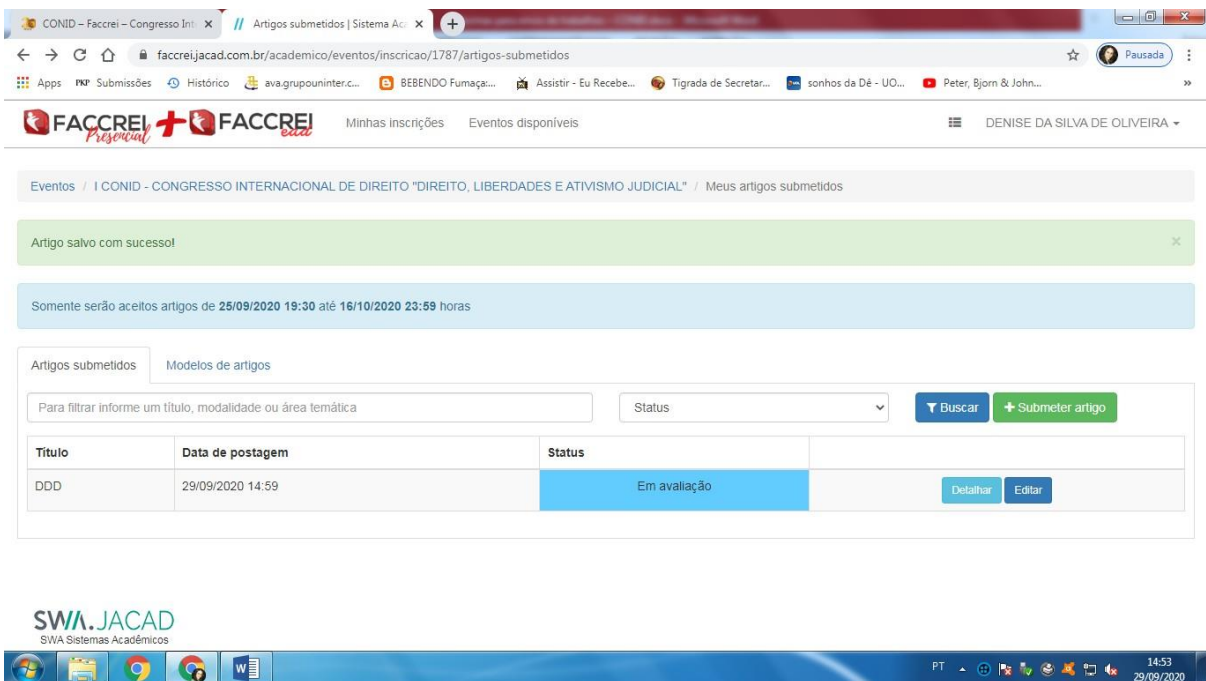 CONID – Faccrei – Congresso Int
Artigos submetidos | Sistema Aca
faccrei.jacad.com.br/academico/eventos/inscricao/1787/artigos-submetidos
Pausada
Apps PKP Submissões Histórico ava.grupouninter.c... BEBENDO Fumaça:... Assistir - Eu Recebe... Tigrada de Secretar... sonhos da Dê - UO... Peter, Bjorn & John... »
FACCREI Presencial + FACCREI ead Minhas inscrições Eventos disponíveis DENISE DA SILVA DE OLIVEIRA
Eventos / I CONID - CONGRESSO INTERNACIONAL DE DIREITO "DIREITO, LIBERDADES E ATIVISMO JUDICIAL" / Meus artigos submetidos
Artigo salvo com sucesso! ×
Somente serão aceitos artigos de 25/09/2020 19:30 até 16/10/2020 23:59 horas
Artigos submetidos Modelos de artigos
Para filtrar informe um título, modalidade ou área temática Status Buscar + Submeter artigo
Título Data de postagem Status
DDD 29/09/2020 14:59 Em avaliação Detalhar Editar
SWA.JACAD
SWA Sistemas Acadêmicos
PT 14:53
29/09/2020